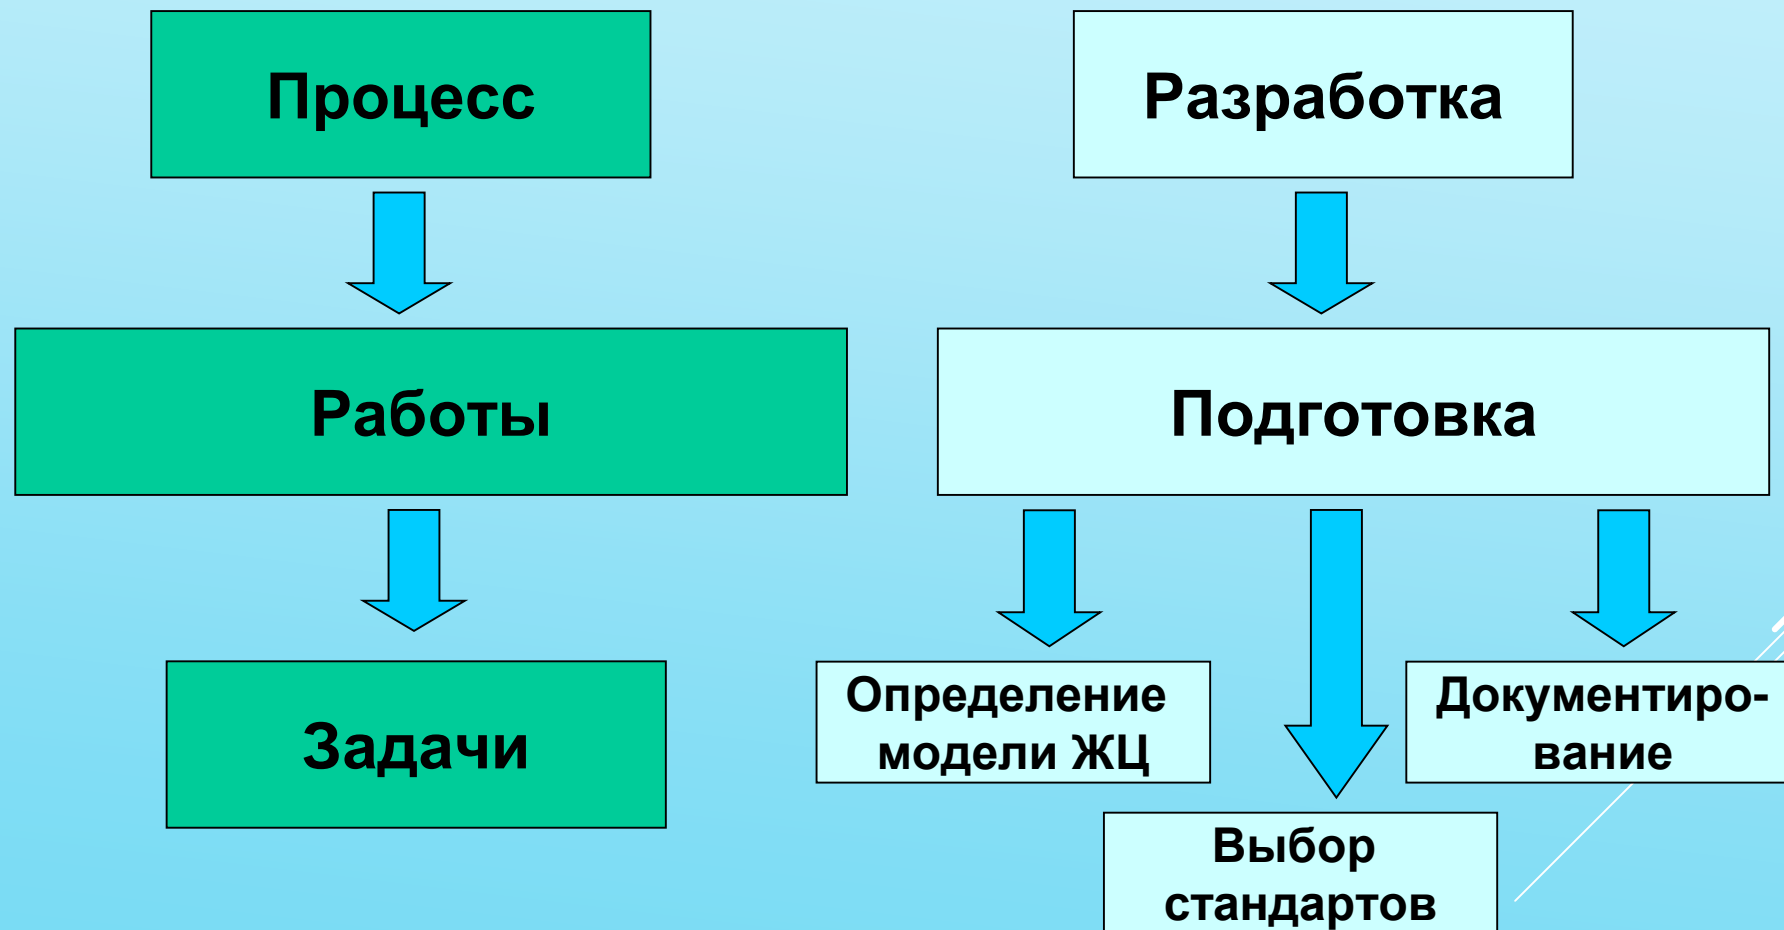 Процесс
Разработка
Работы
Подготовка
Задачи
Определение
модели ЖЦ
Документиро-
вание
Выбор
стандартов